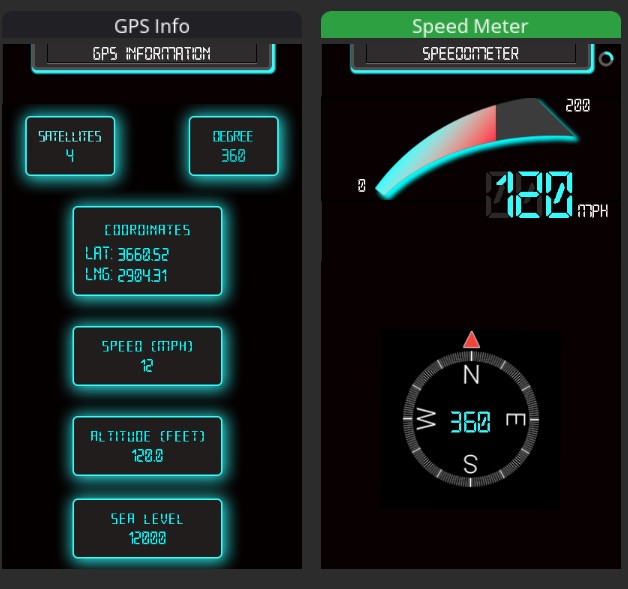 GPS Info
GPS INFORMATION
SATELLITES
4
DEGREE
360
COORDINATES
LAT: 3660.52
LNG: 2904.31
SPEED (MPH)
12
ALTITUDE (FEET)
120.0
SEA LEVEL
12000
Speed Meter
SPEEDOMETER
200
0
120 MPH
N
W 360 E
S